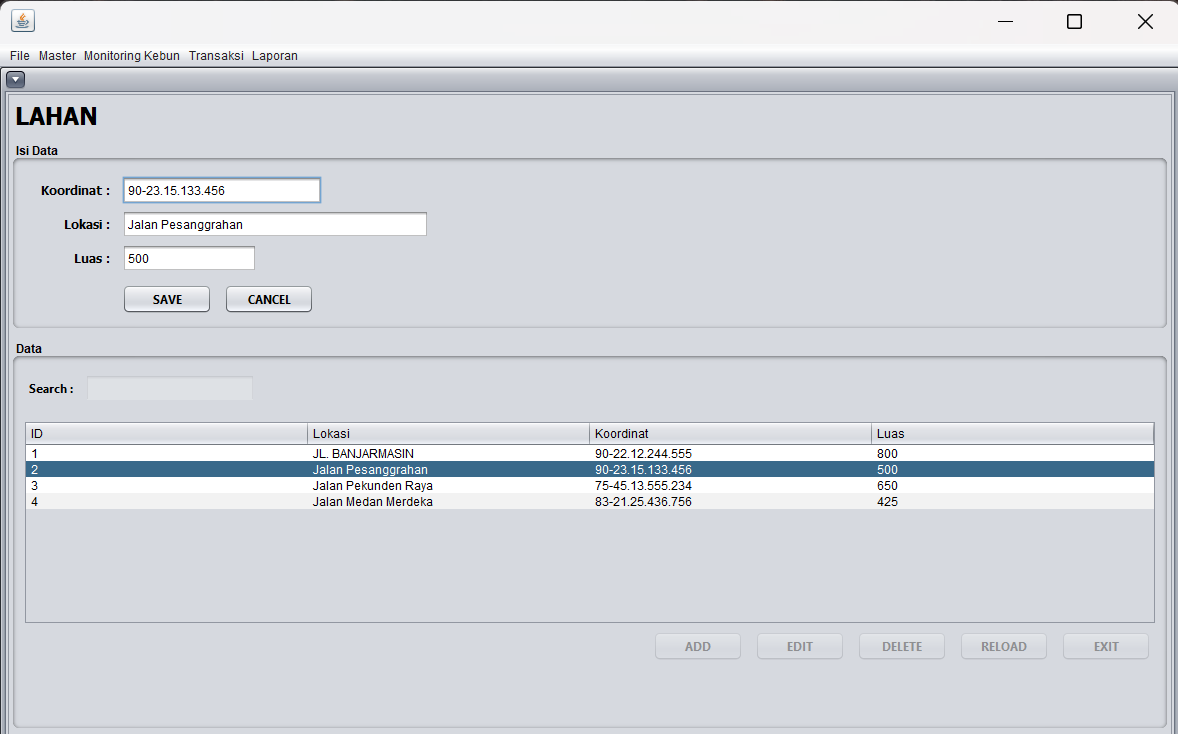 File Master Monitoring Kebun Transaksi Laporan
LAHAN
Isi Data
Koordinat : 90-23.15.133.456
Lokasi : Jalan Pesanggrahan
Luas : 500
SAVE CANCEL
Data
Search :
ID Lokasi Koordinat Luas
1 JL. BANJARMASIN 90-22.12.244.555 800
2 Jalan Pesanggrahan 90-23.15.133.456 500
3 Jalan Pekunden Raya 75-45.13.555.234 650
4 Jalan Medan Merdeka 83-21.25.436.756 425
ADD EDIT DELETE RELOAD EXIT